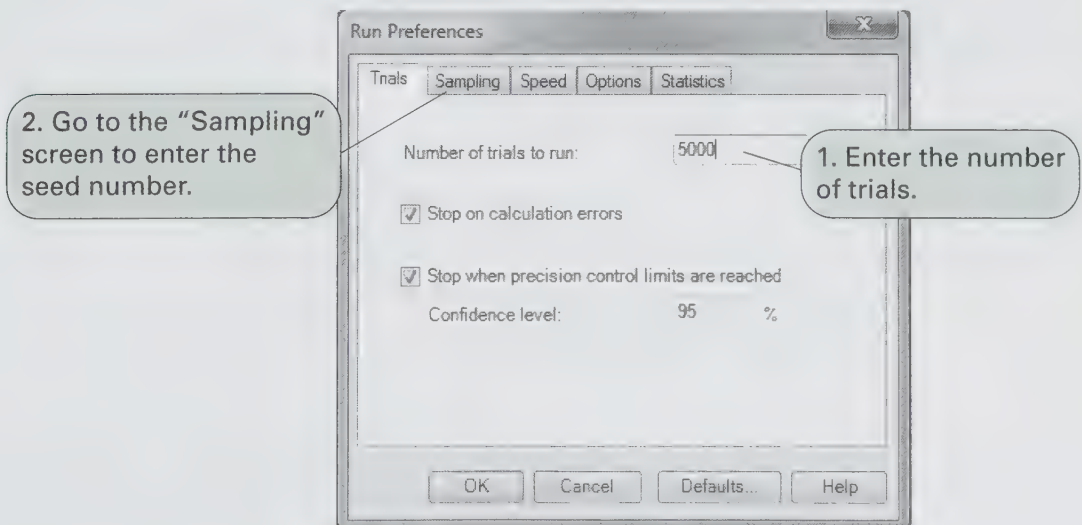 Run Preferences
Trials Sampling Speed Options Statistics
2. Go to the "Sampling"
screen to enter the
seed number.
Number of trials to run: 5000
1. Enter the number
of trials.
Stop on calculation errors
Stop when precision control limits are reached
Confidence level: 95 %
OK Cancel Defaults... Help